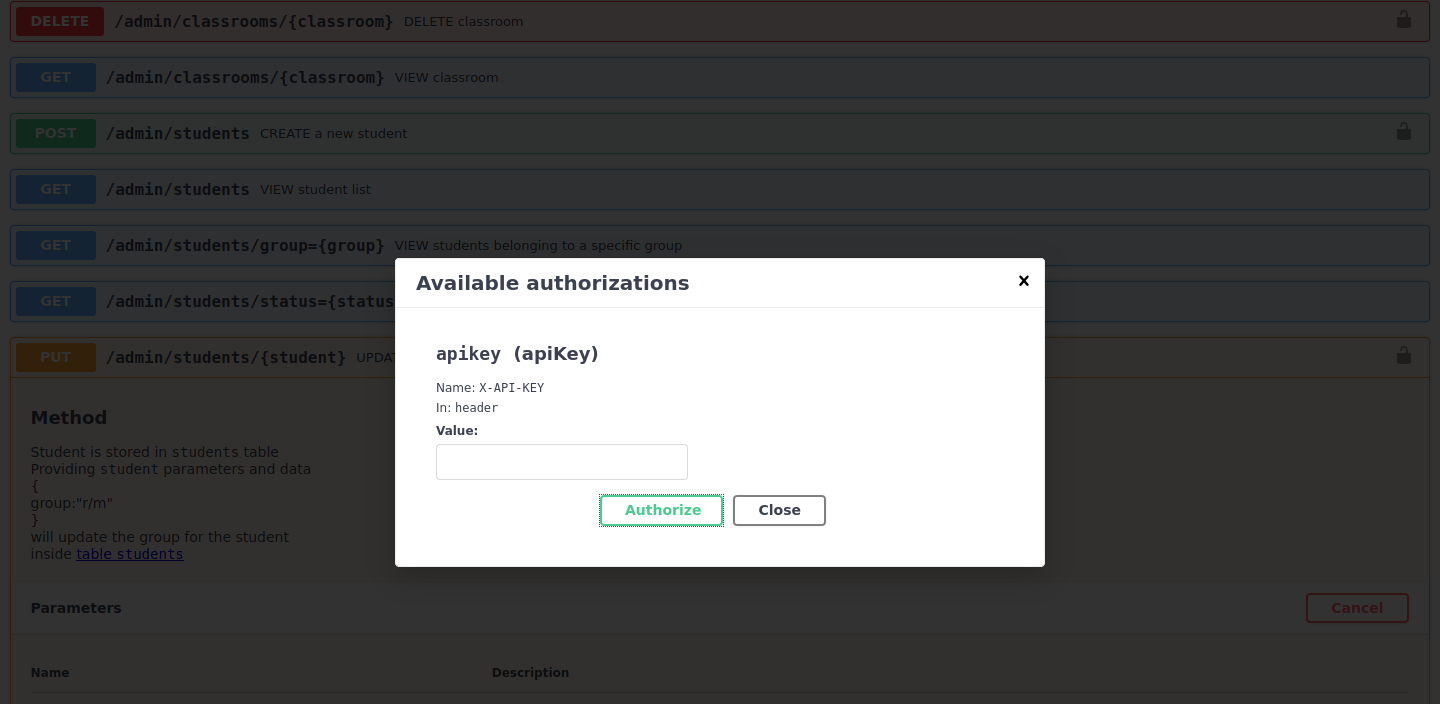 DELETE /admin/classrooms/{classroom} DELETE classroom
GET /admin/classrooms/{classroom} VIEW classroom
POST /admin/students CREATE a new student
GET /admin/students VIEW student list
GET /admin/students/group={group} VIEW students belonging to a specific group
GET /admin/students/status={status
PUT /admin/students/{student} UPDAT
Available authorizations
apikey (apiKey)
Name: X-API-KEY
In: header
Value:
Authorize Close
Method
Student is stored in students table
Providing student parameters and data
{
group:"r/m"
}
will update the group for the student
inside table students
Parameters Cancel
Name Description